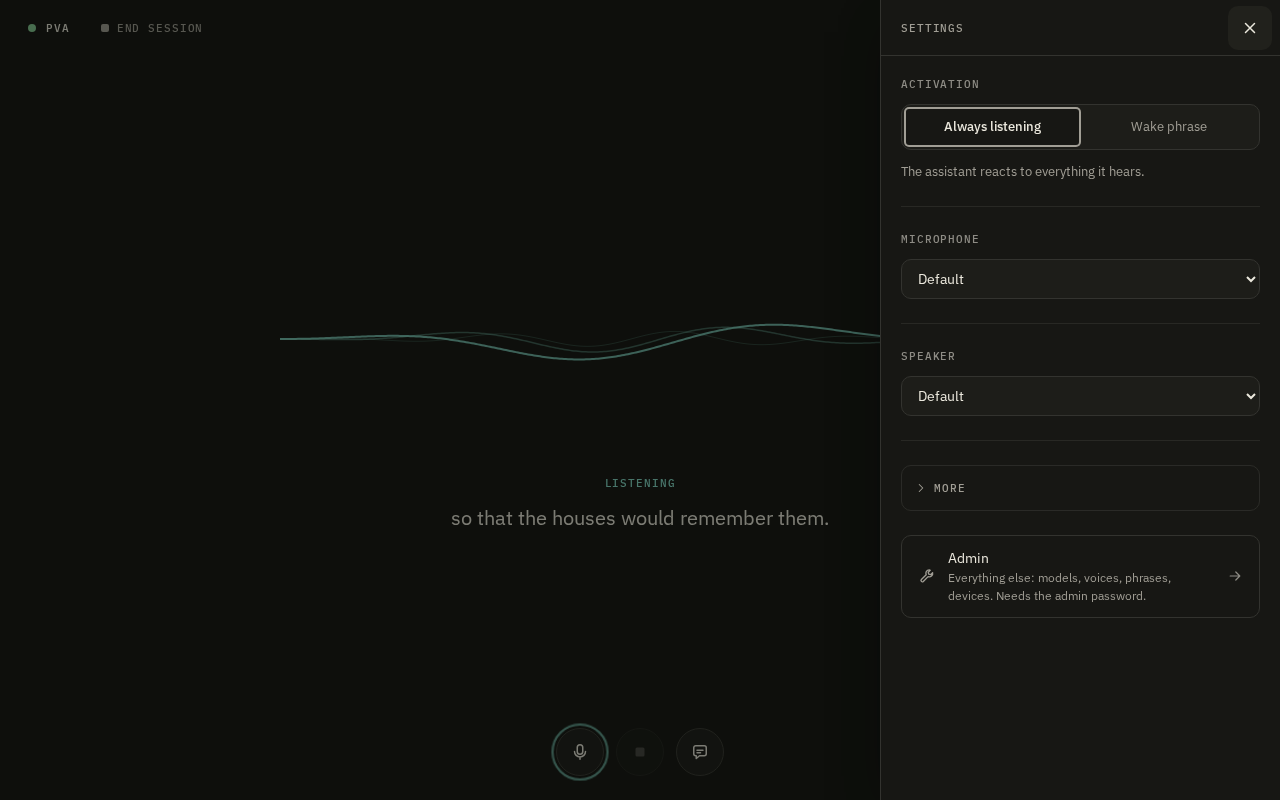 PVA
END SESSION
SETTINGS
ACTIVATION
Always listening
Wake phrase
The assistant reacts to everything it hears.
MICROPHONE
Default
SPEAKER
Default
MORE
Admin
Everything else: models, voices, phrases,
devices. Needs the admin password.
LISTENING
so that the houses would remember them.